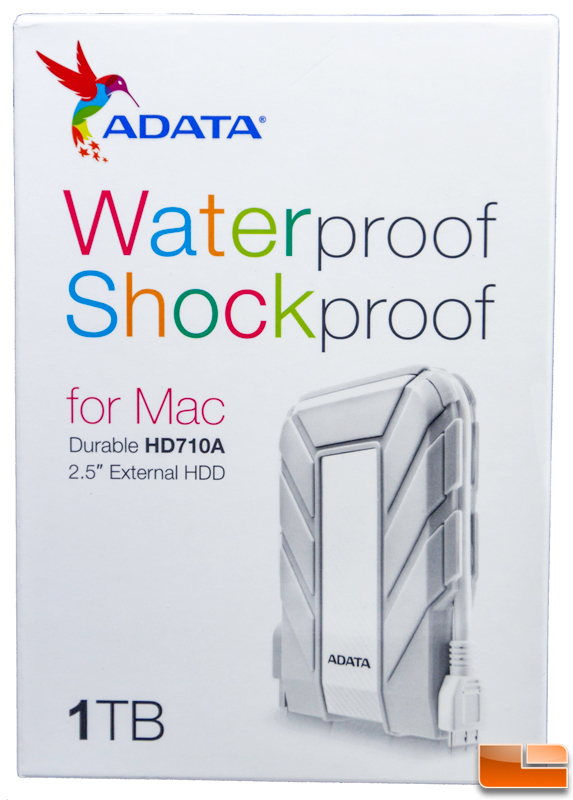 ADATA®
Waterproof
Shockproof
for Mac
Durable HD710A
2.5″ External HDD
ADATA
1TB